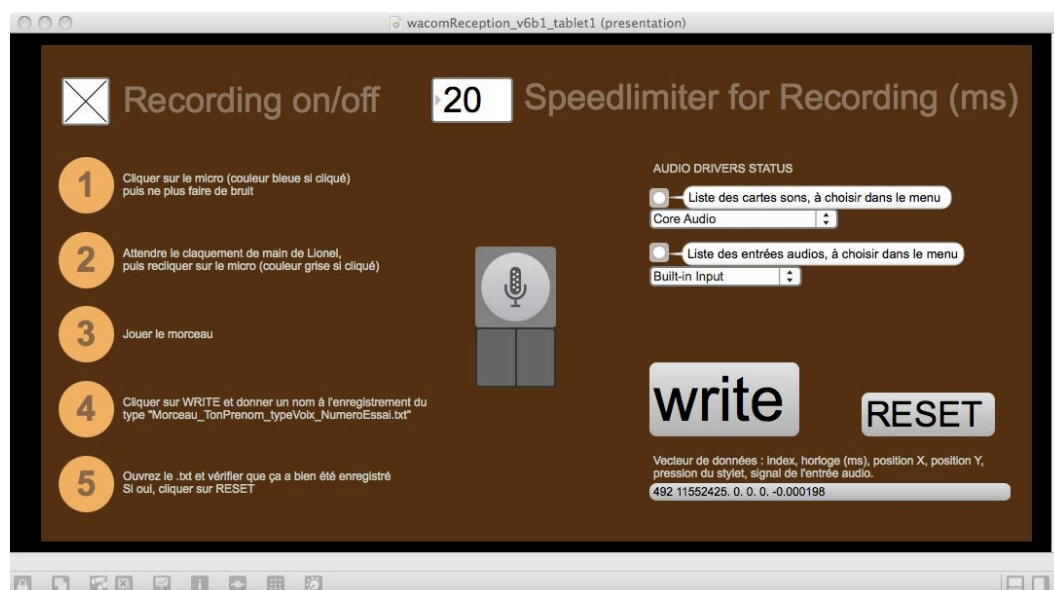 wacomReception_v6b1_tablet1 (presentation)
Recording on/off
20
Speedlimiter for Recording (ms)
1
Cliquer sur le micro (couleur bleue si cliqué)
puis ne plus faire de bruit
2
Attendre le claquement de main de Lionel,
puis recliquer sur le micro (couleur grise si cliqué)
3
Jouer le morceau
4
Cliquer sur WRITE et donner un nom à l'enregistrement du
type "Morceau_TonPrenom_typeVoix_NumeroEssai.txt"
5
Ouvrez le .txt et vérifier que ça a bien été enregistré
Si oui, cliquer sur RESET
AUDIO DRIVERS STATUS
Liste des cartes sons, à choisir dans le menu
Core Audio
Liste des entrées audios, à choisir dans le menu
Built-in Input
write
RESET
Vecteur de données : index, horloge (ms), position X, position Y,
pression du stylet, signal de l'entrée audio.
492 11552425. 0. 0. 0. -0.000198